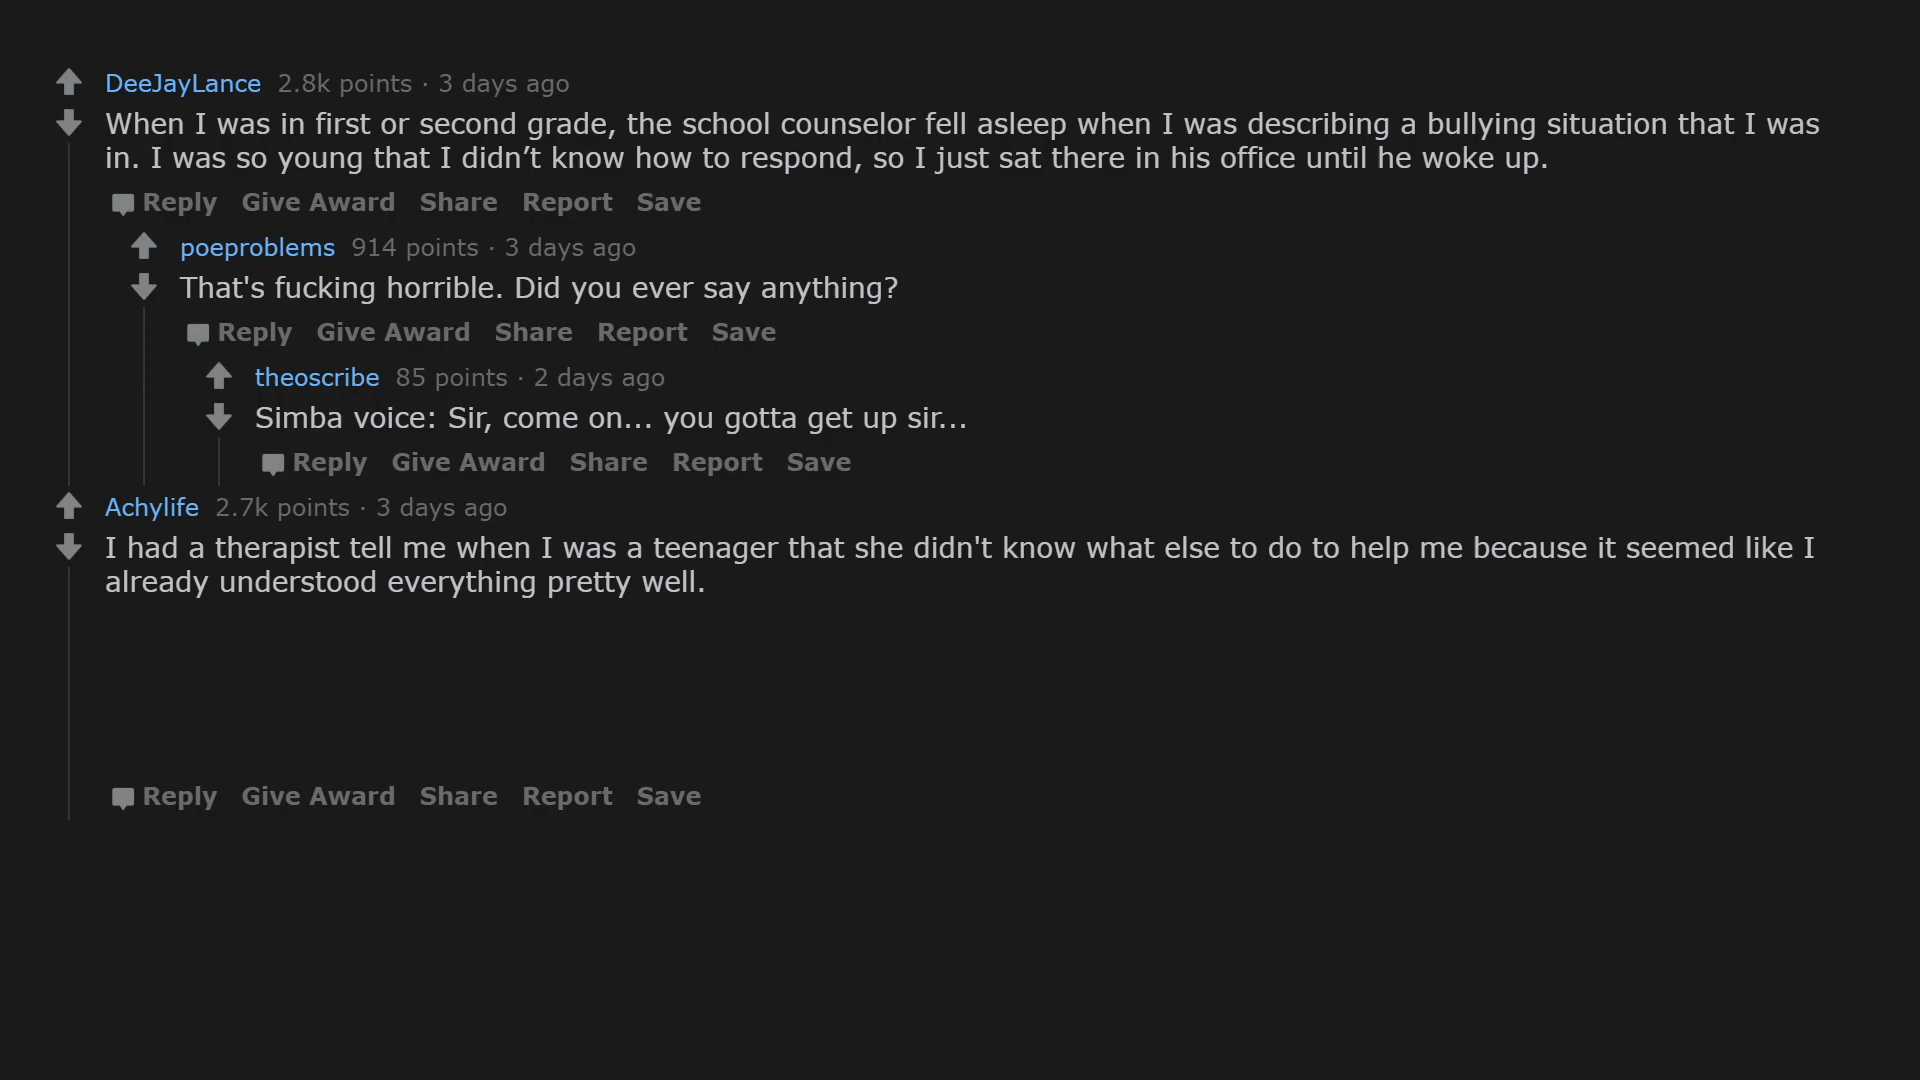 DeeJayLance 2.8k points · 3 days ago
When I was in first or second grade, the school counselor fell asleep when I was describing a bullying situation that I was
in. I was so young that I didn’t know how to respond, so I just sat there in his office until he woke up.
Reply Give Award Share Report Save
poeproblems 914 points · 3 days ago
That's fucking horrible. Did you ever say anything?
Reply Give Award Share Report Save
theoscribe 85 points · 2 days ago
Simba voice: Sir, come on... you gotta get up sir...
Reply Give Award Share Report Save
Achylife 2.7k points · 3 days ago
I had a therapist tell me when I was a teenager that she didn't know what else to do to help me because it seemed like I
already understood everything pretty well.
Reply Give Award Share Report Save